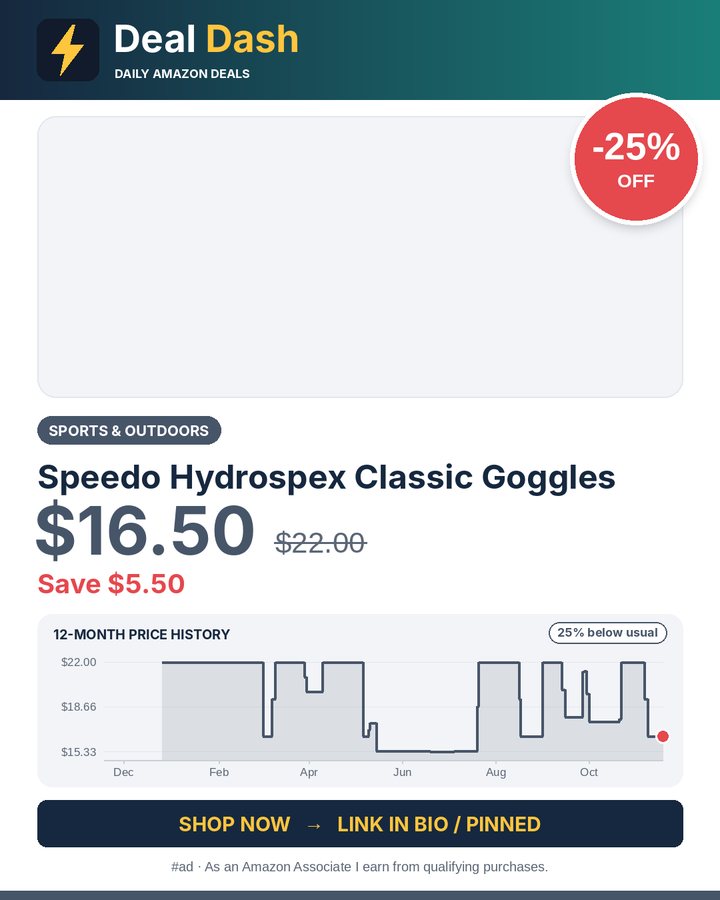 Deal Dash
DAILY AMAZON DEALS
-25%
OFF
SPORTS & OUTDOORS
Speedo Hydrospex Classic Goggles
$16.50 $22.00
Save $5.50
12-MONTH PRICE HISTORY
25% below usual
$22.00
$18.66
$15.33
Dec Feb Apr Jun Aug Oct
SHOP NOW → LINK IN BIO / PINNED
#ad · As an Amazon Associate I earn from qualifying purchases.